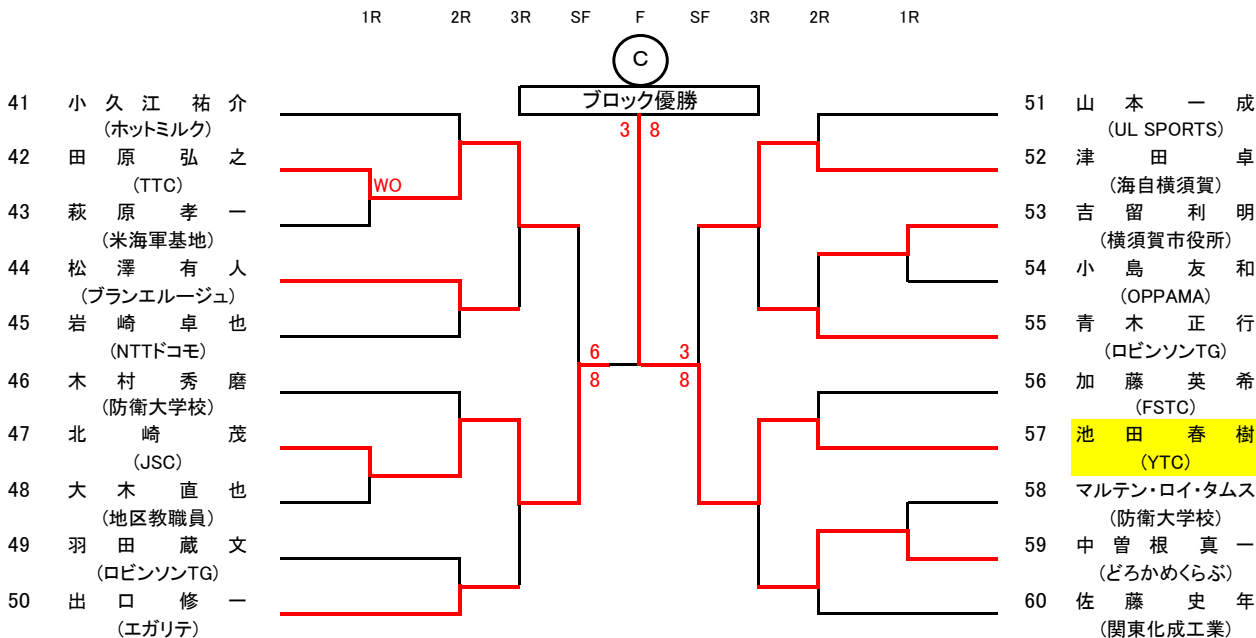 1R 2R 3R SF F SF 3R 2R 1R
C
ブロック優勝
3 8
41 小久江 祐介
(ホットミルク)
42 田原 弘之
(TTC)
WO
43 萩原 孝一
(米海軍基地)
44 松澤 有人
(ブランエルージュ)
45 岩崎 卓也
(NTTドコモ)
6
8
46 木村 秀磨
(防衛大学校)
47 北崎 茂
(JSC)
48 大木 直也
(地区教職員)
49 羽田 蔵文
(ロビンソンTG)
50 出口 修一
(エガリテ)
51 山本 一成
(UL SPORTS)
52 津田 卓
(海自横須賀)
53 吉留 利明
(横須賀市役所)
54 小島 友和
(OPPAMA)
55 青木 正行
(ロビンソンTG)
3
8
56 加藤 英希
(FSTC)
57 池田 春樹
(YTC)
58 マルテン・ロイ・タムス
(防衛大学校)
59 中曽根 真一
(どろかめくらぶ)
60 佐藤 史年
(関東化成工業)